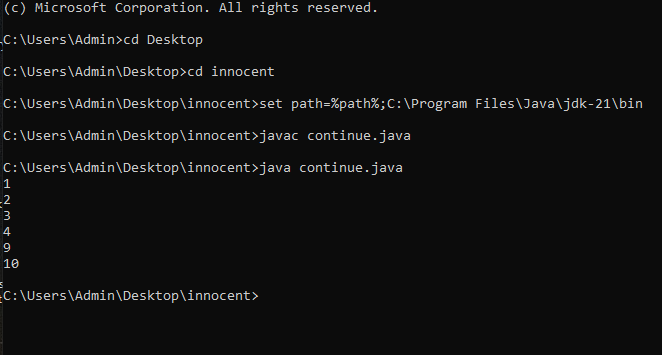 (c) Microsoft Corporation. All rights reserved.
C:\Users\Admin>cd Desktop
C:\Users\Admin\Desktop>cd innocent
C:\Users\Admin\Desktop\innocent>set path=%path%;C:\Program Files\Java\jdk-21\bin
C:\Users\Admin\Desktop\innocent>javac continue.java
C:\Users\Admin\Desktop\innocent>java continue.java
1
2
3
4
9
10
C:\Users\Admin\Desktop\innocent>